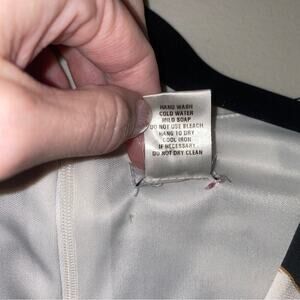 HAND WASH
COLD WATER
MILD SOAP
DO NOT USE BLEACH
HANG TO DRY
COOL IRON
IF NECESSARY
DO NOT DRY CLEAN